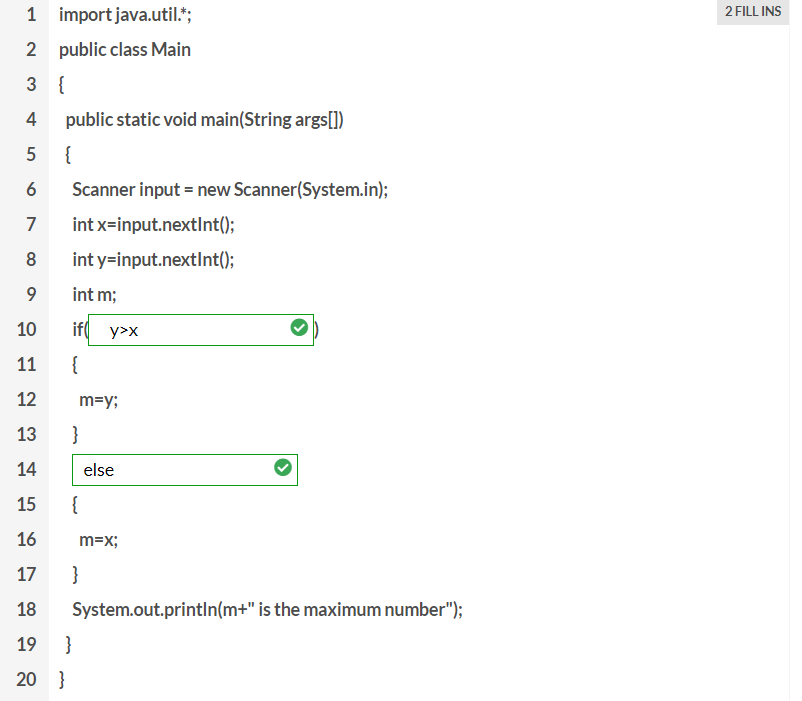 2 FILL INS
1 import java.util.*;
2 public class Main
3 {
4 public static void main(String args[])
5 {
6 Scanner input = new Scanner(System.in);
7 int x=input.nextInt();
8 int y=input.nextInt();
9 int m;
10 if( y>x )
11 {
12 m=y;
13 }
14 else
15 {
16 m=x;
17 }
18 System.out.println(m+" is the maximum number");
19 }
20 }